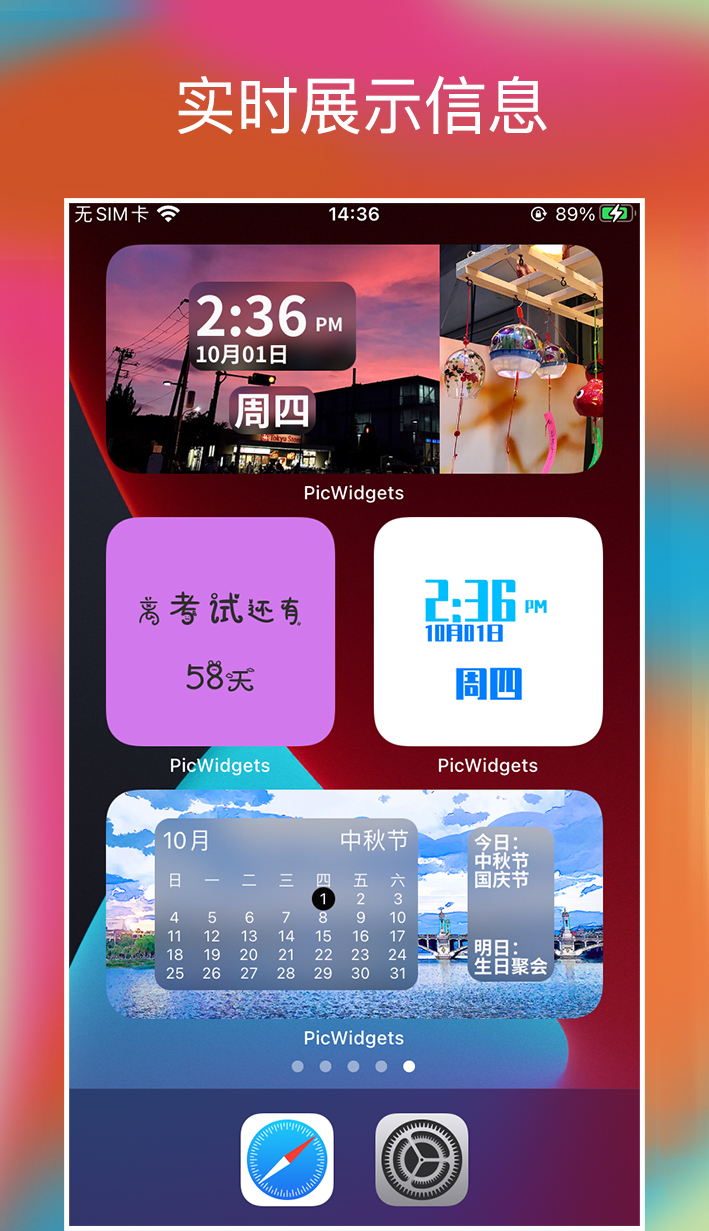 实时展示信息
无SIM卡 14:36 89%
2:36 PM
10月01日
周四
Tokyu Store
PicWidgets
离考试还有
58天
2:36 PM
10月01日
周四
PicWidgets PicWidgets
10月 中秋节
日 一 二 三 四 五 六
1 2 3
4 5 6 7 8 9 10
11 12 13 14 15 16 17
18 19 20 21 22 23 24
25 26 27 28 29 30 31
今日：
中秋节
国庆节
明日：
生日聚会
PicWidgets